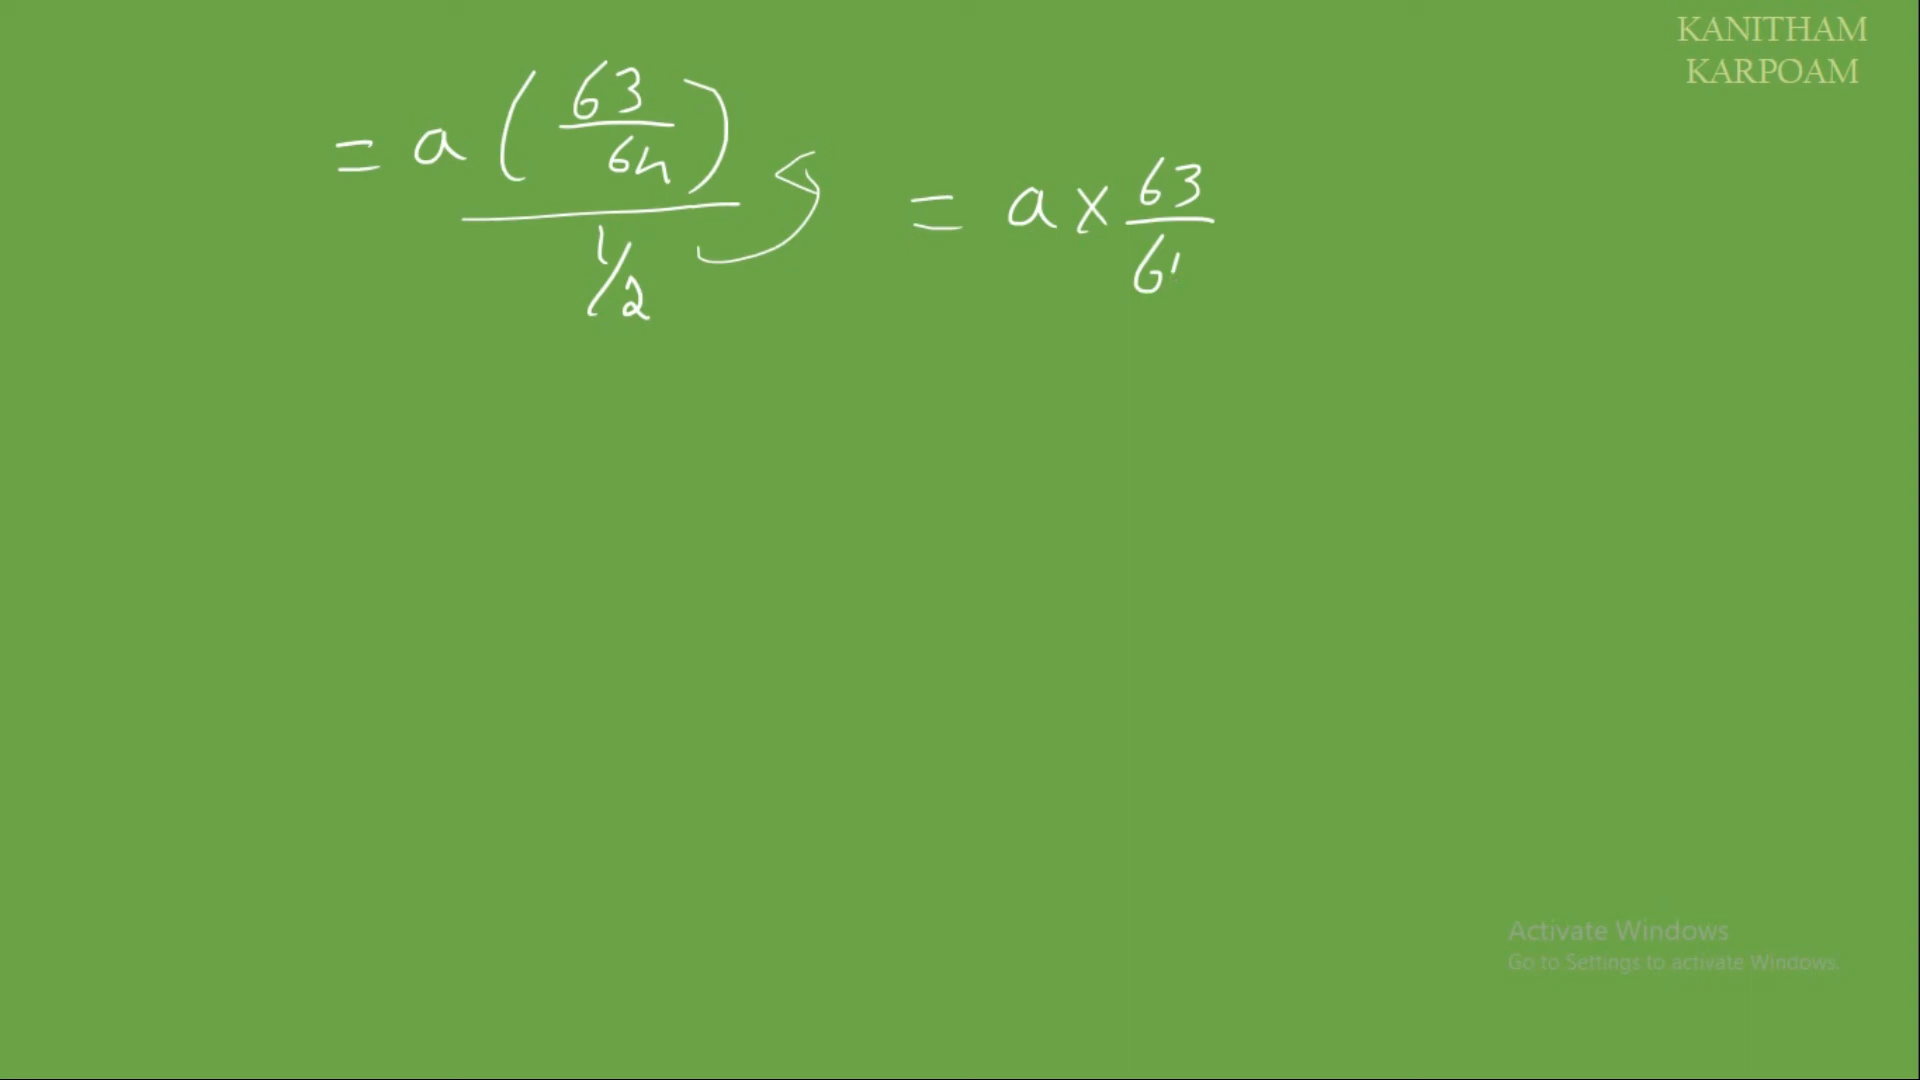 KANITHAM
KARPOAM
= a ( 63/64 )
1/2
= a × 63/6
Activate Windows
Go to Settings to activate Windows.